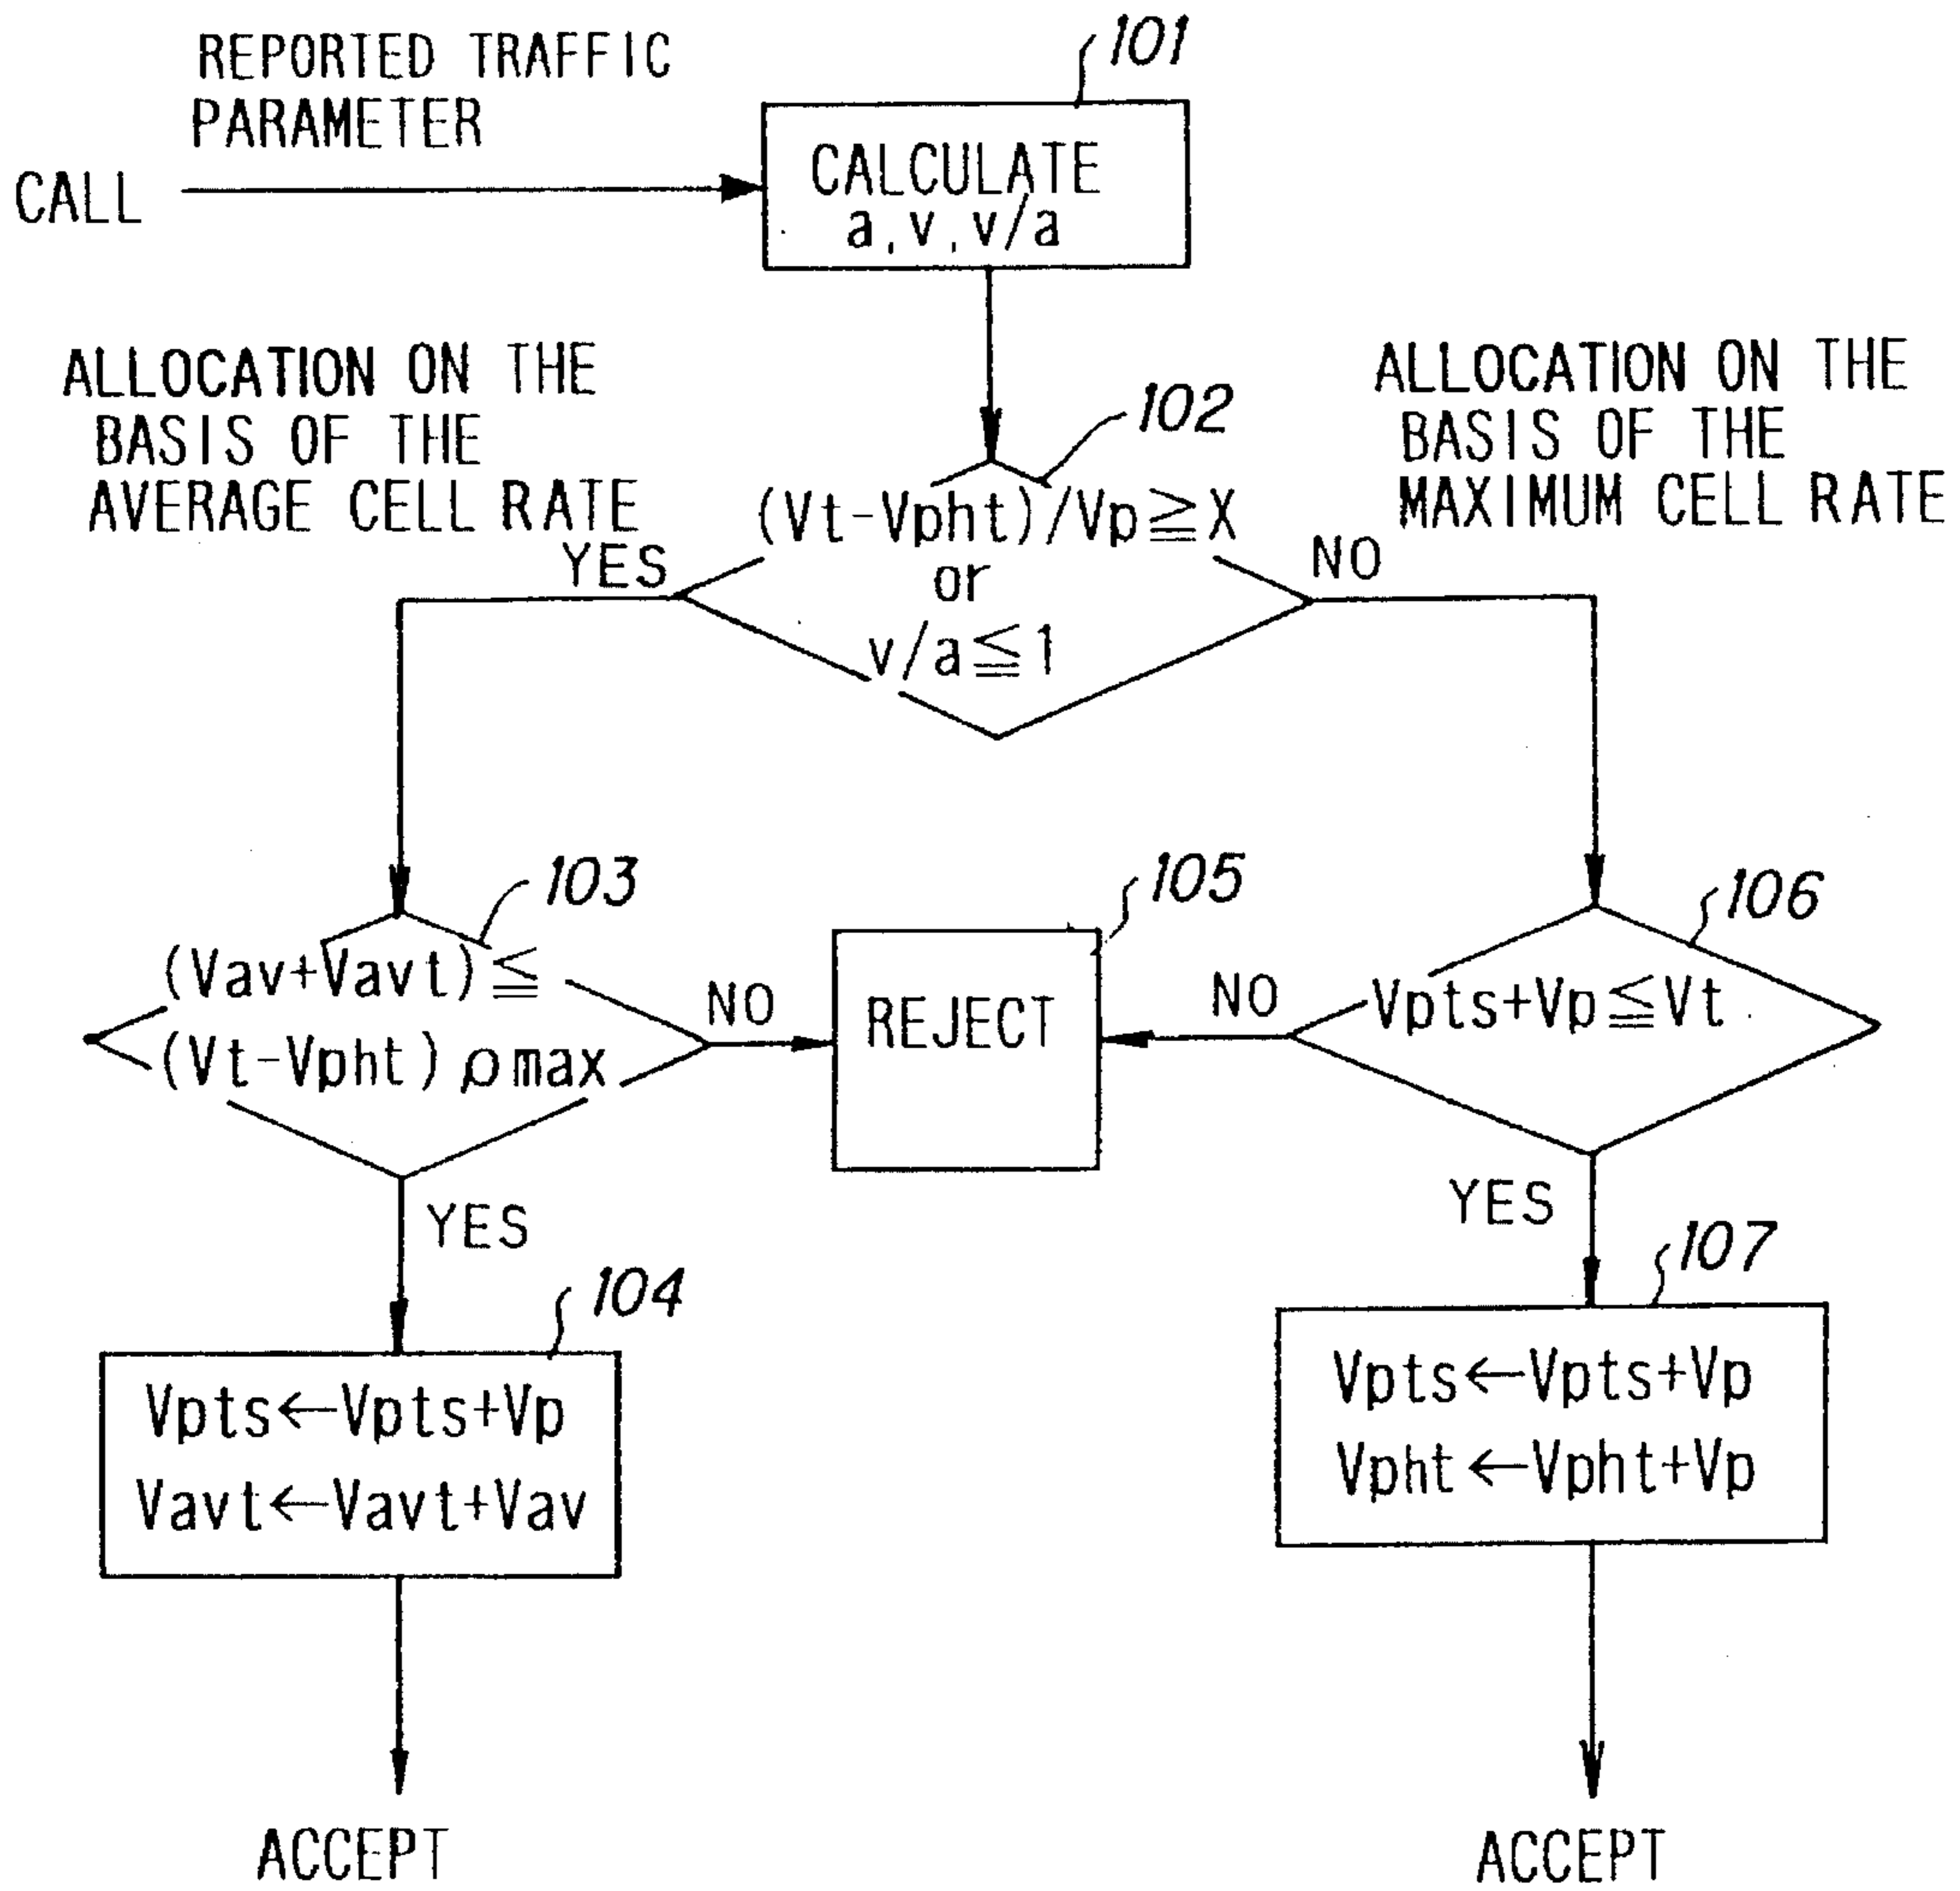 101
REPORTED TRAFFIC
PARAMETER
CALL
CALCULATE
a, v, v/a
ALLOCATION ON THE
BASIS OF THE
AVERAGE CELL RATE
ALLOCATION ON THE
BASIS OF THE
MAXIMUM CELL RATE
102
(Vt-Vpht)/Vp≧X
or
v/a≦1
YES
NO
103
(Vav+Vavt)≦
(Vt-Vpht)ρmax
NO
105
REJECT
NO
106
Vpts+Vp≦Vt
YES
YES
104
Vpts←Vpts+Vp
Vavt←Vavt+Vav
107
Vpts←Vpts+Vp
Vpht←Vpht+Vp
ACCEPT
ACCEPT